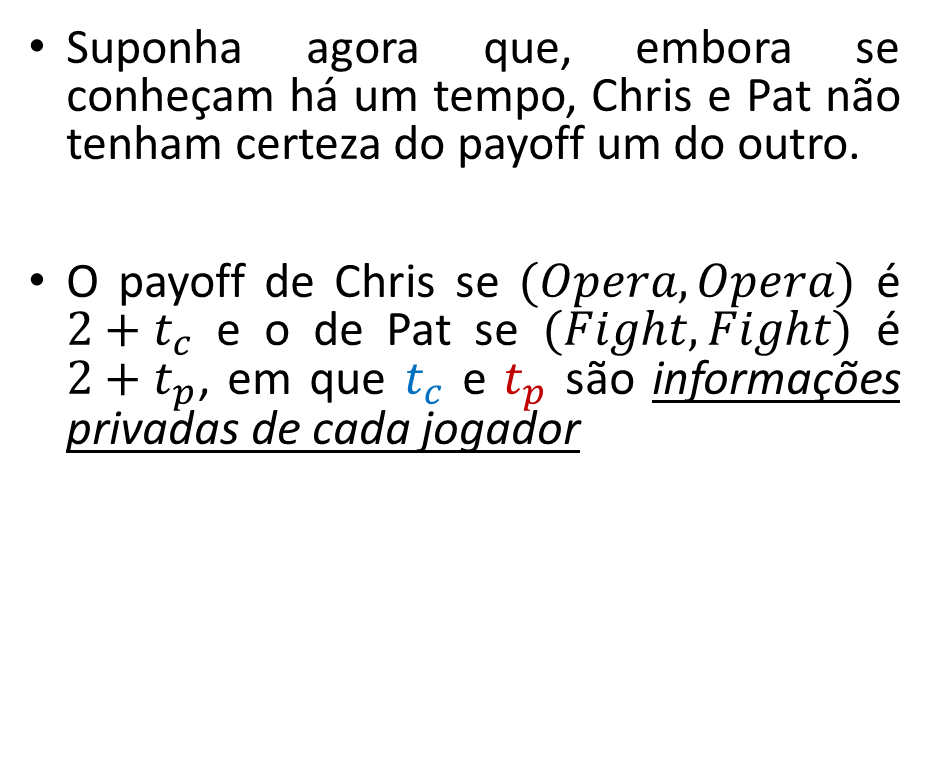 • Suponha agora que, embora se
conheçam há um tempo, Chris e Pat não
tenham certeza do payoff um do outro.
• O payoff de Chris se (Opera, Opera) é
2 + t_c e o de Pat se (Fight, Fight) é
2 + t_p, em que t_c e t_p são informações
privadas de cada jogador